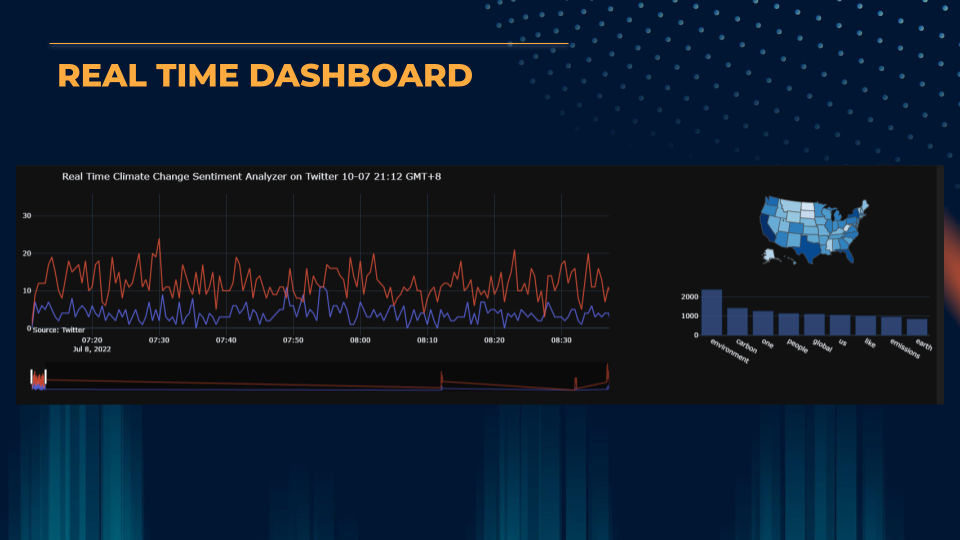 REAL TIME DASHBOARD
Real Time Climate Change Sentiment Analyzer on Twitter 10-07 21:12 GMT+8
30
20
10
0
Source: Twitter
07:20 07:30 07:40 07:50 08:00 08:10 08:20 08:30
Jul 8, 2022
2000
1000
0
environment carbon one people global us like emissions earth